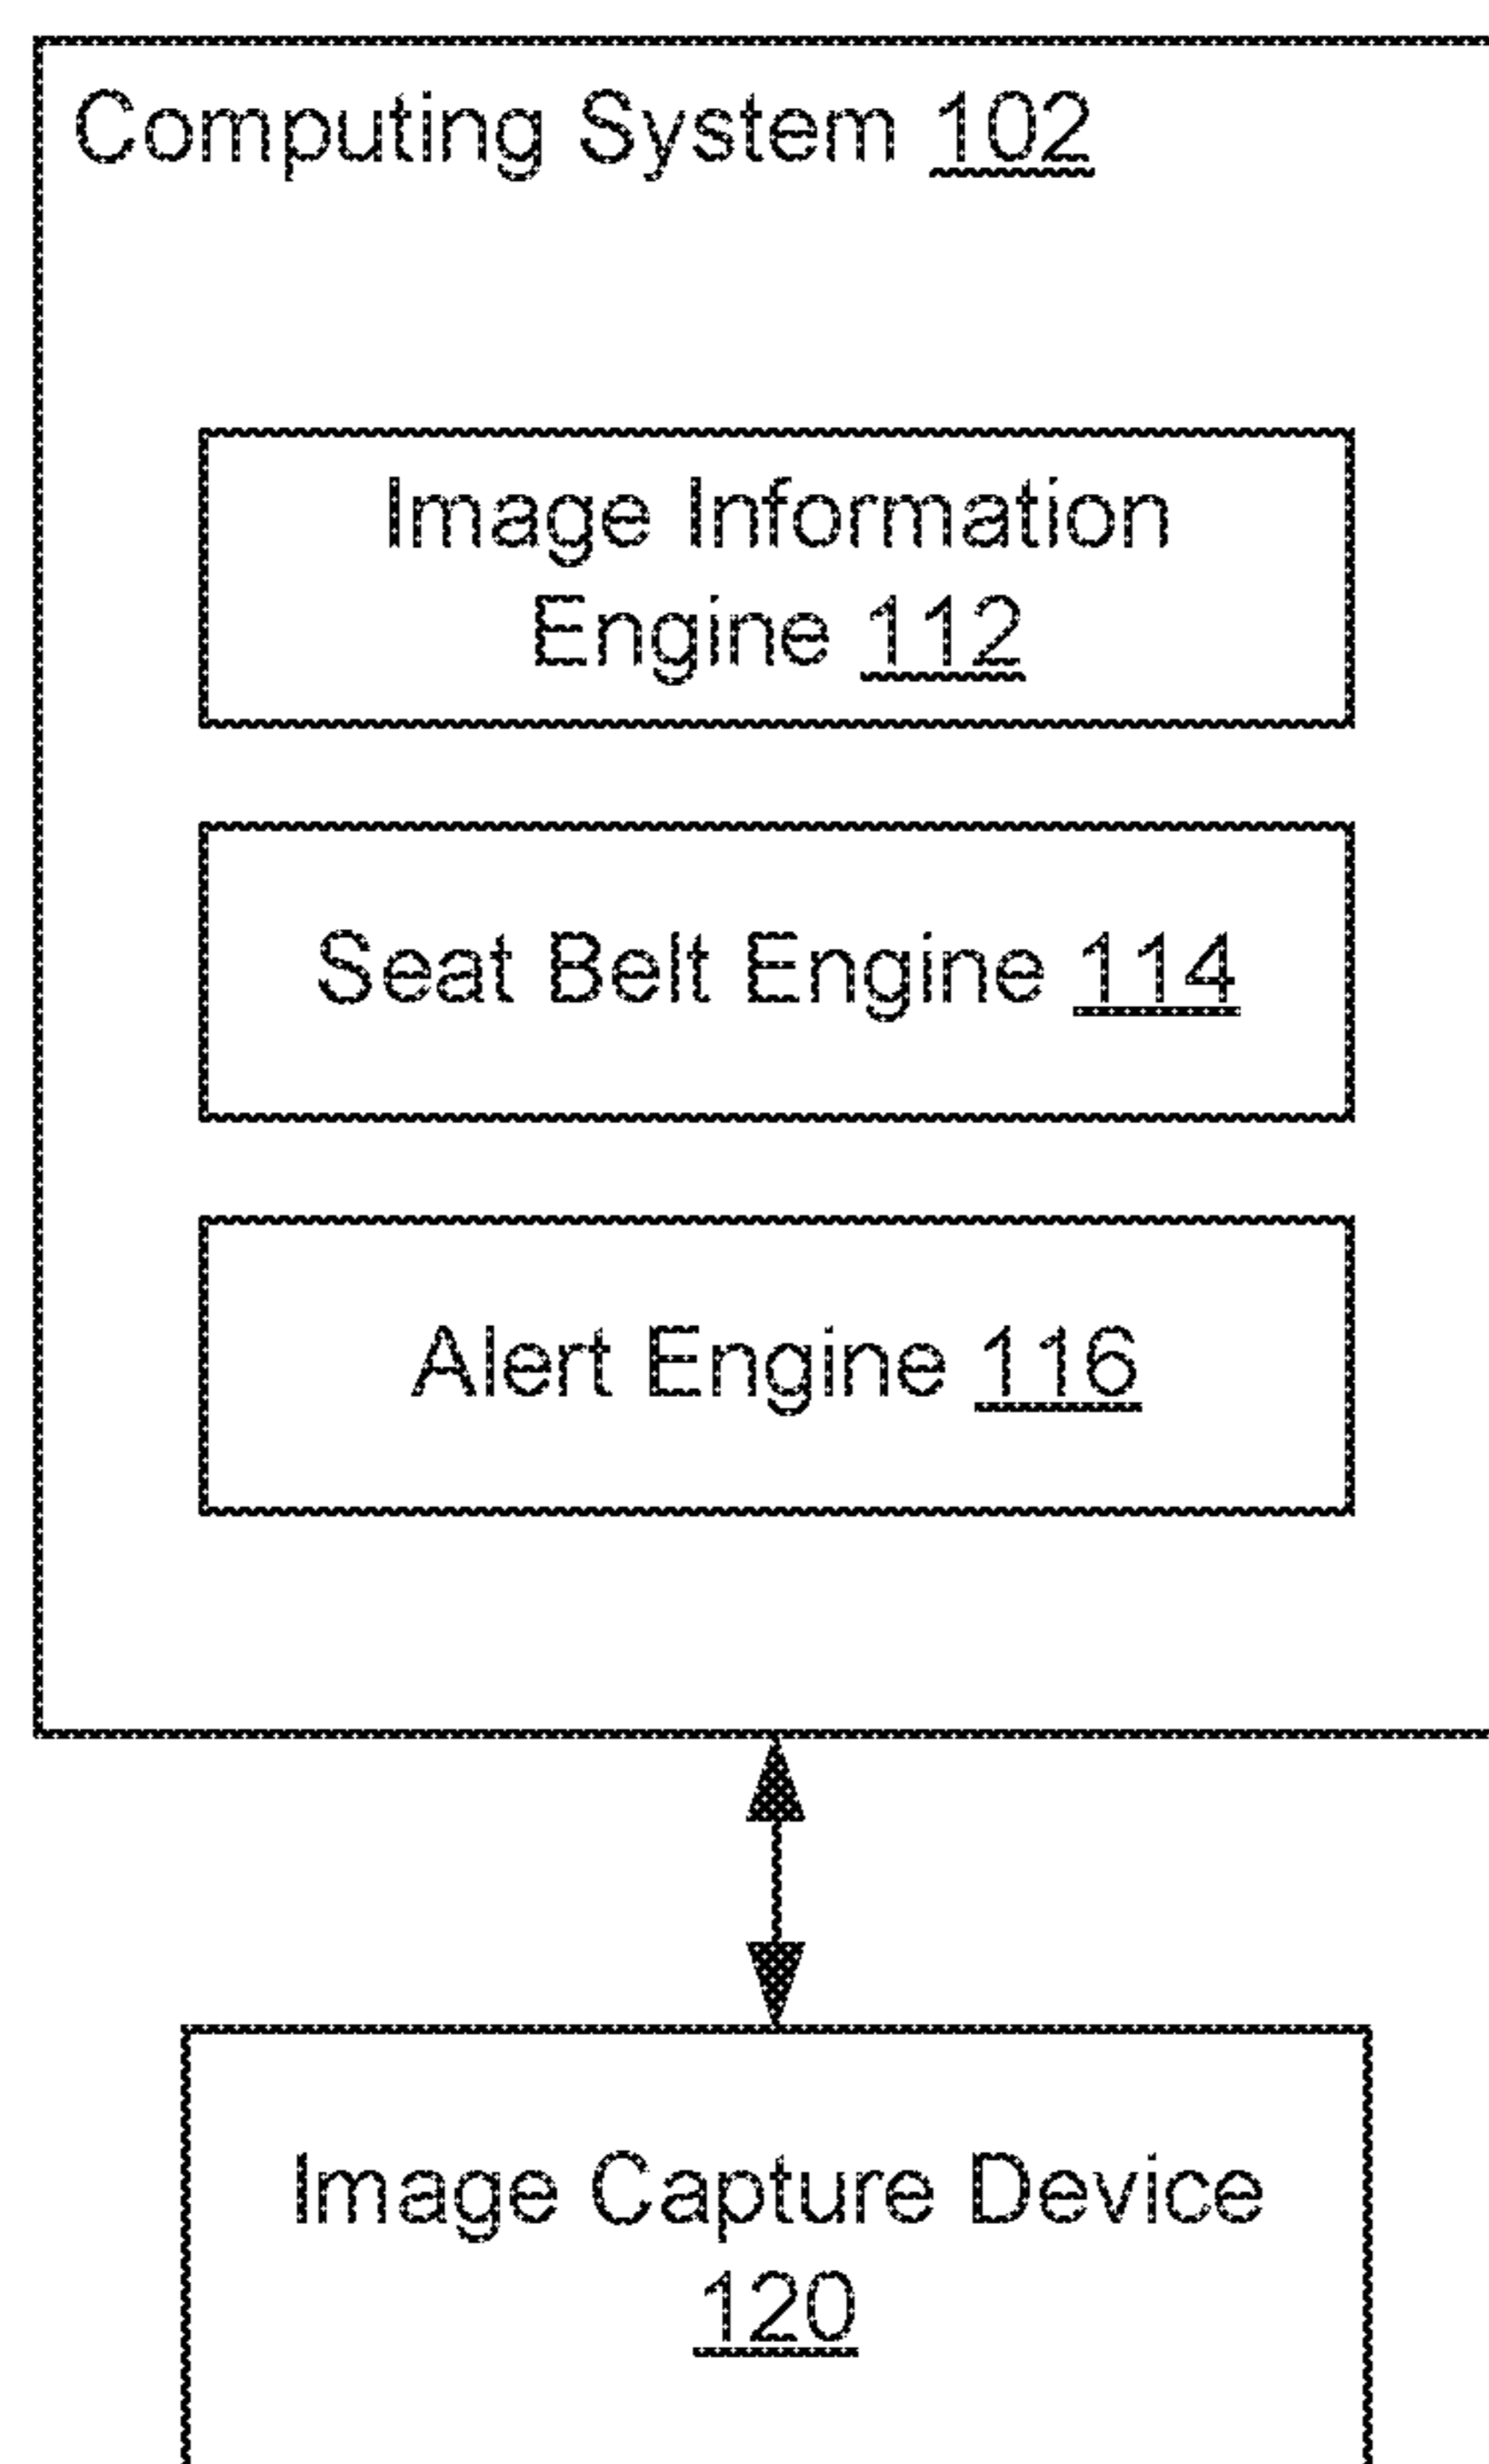 Computing System 102
Image Information
Engine 112
Seat Belt Engine 114
Alert Engine 116
Image Capture Device
120